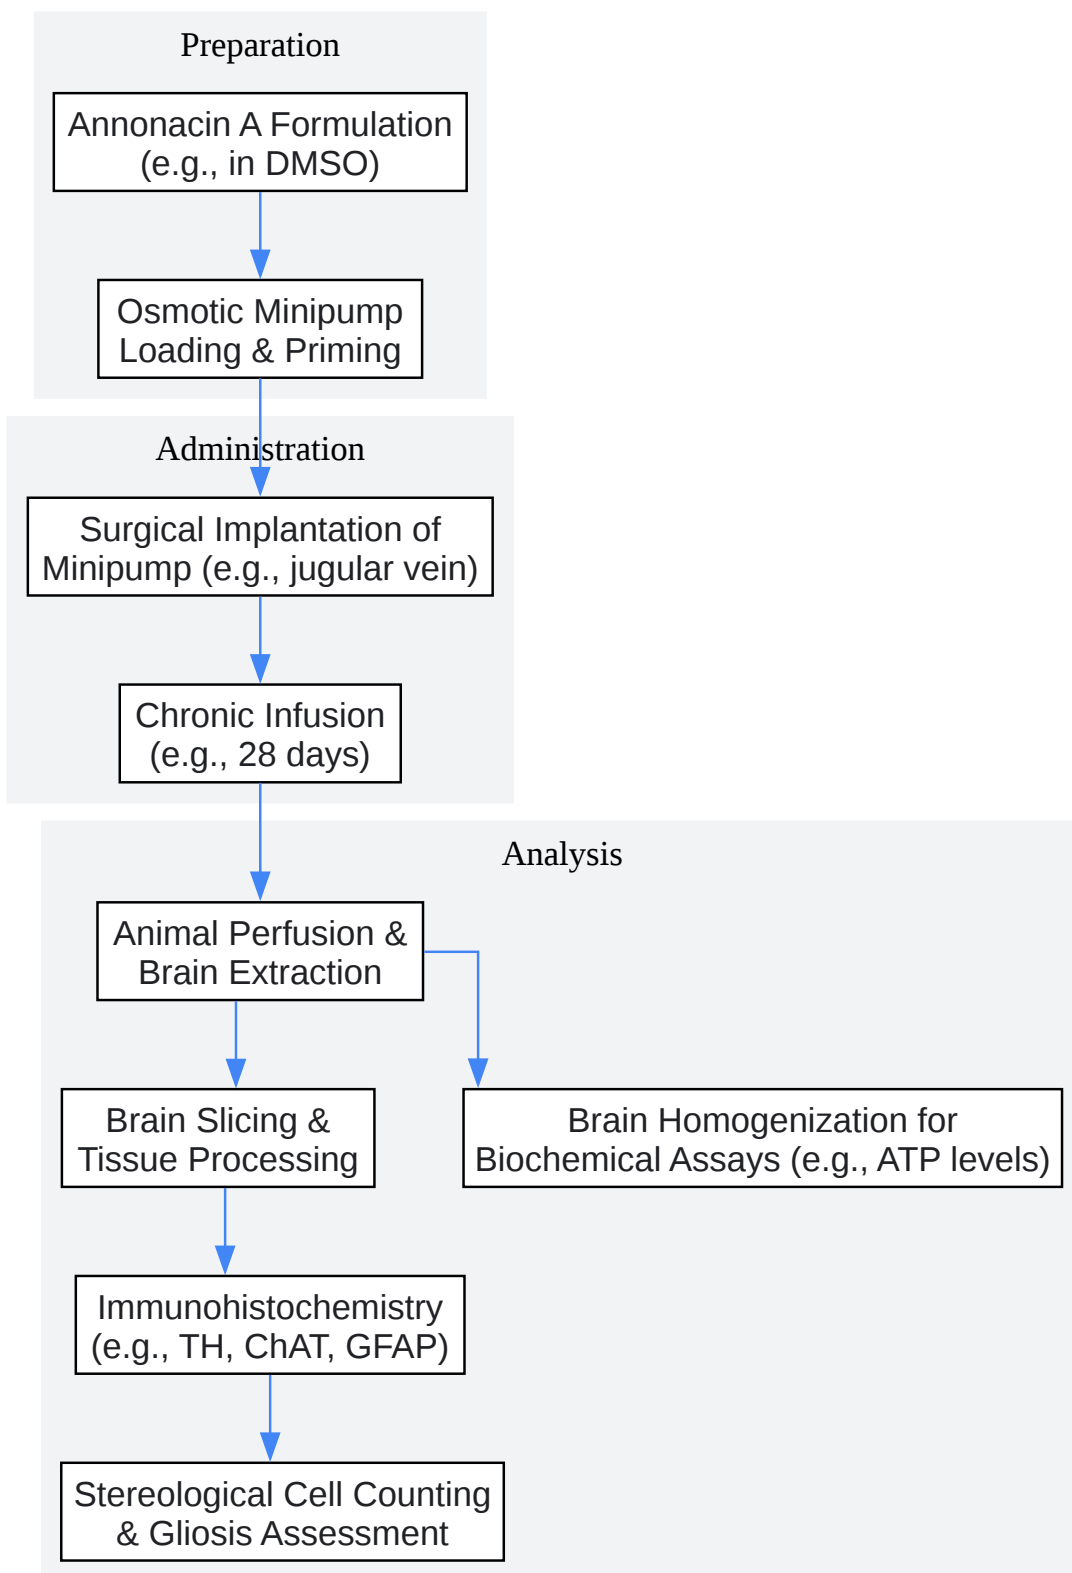 Preparation
Annonacin A Formulation
(e.g., in DMSO)
Osmotic Minipump
Loading & Priming
Administration
Surgical Implantation of
Minipump (e.g., jugular vein)
Chronic Infusion
(e.g., 28 days)
Analysis
Animal Perfusion &
Brain Extraction
Brain Slicing &
Tissue Processing
Brain Homogenization for
Biochemical Assays (e.g., ATP levels)
Immunohistochemistry
(e.g., TH, ChAT, GFAP)
Stereological Cell Counting
& Gliosis Assessment